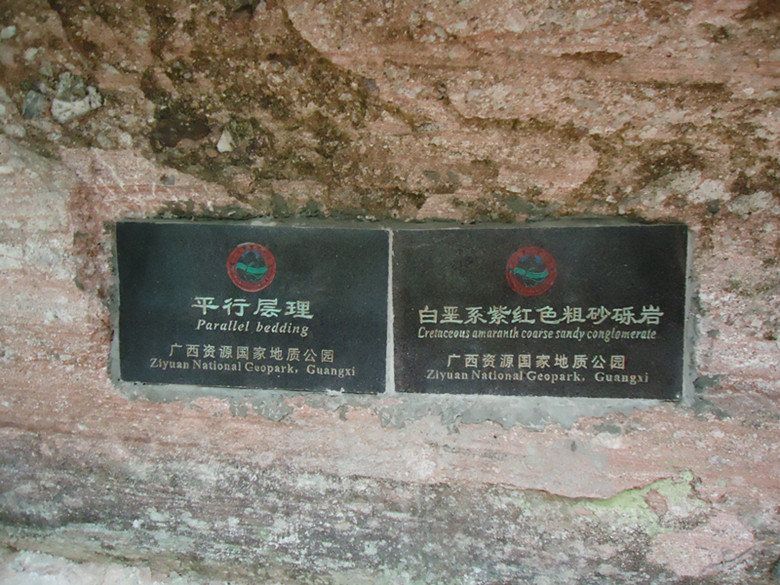 平行层理
Parallel bedding
广西资源国家地质公园
Ziyuan National Geopark, Guangxi
白垩系紫红色粗砂砾岩
Cretaceous amaranth coarse sandy conglomerate
广西资源国家地质公园
Ziyuan National Geopark, Guangxi